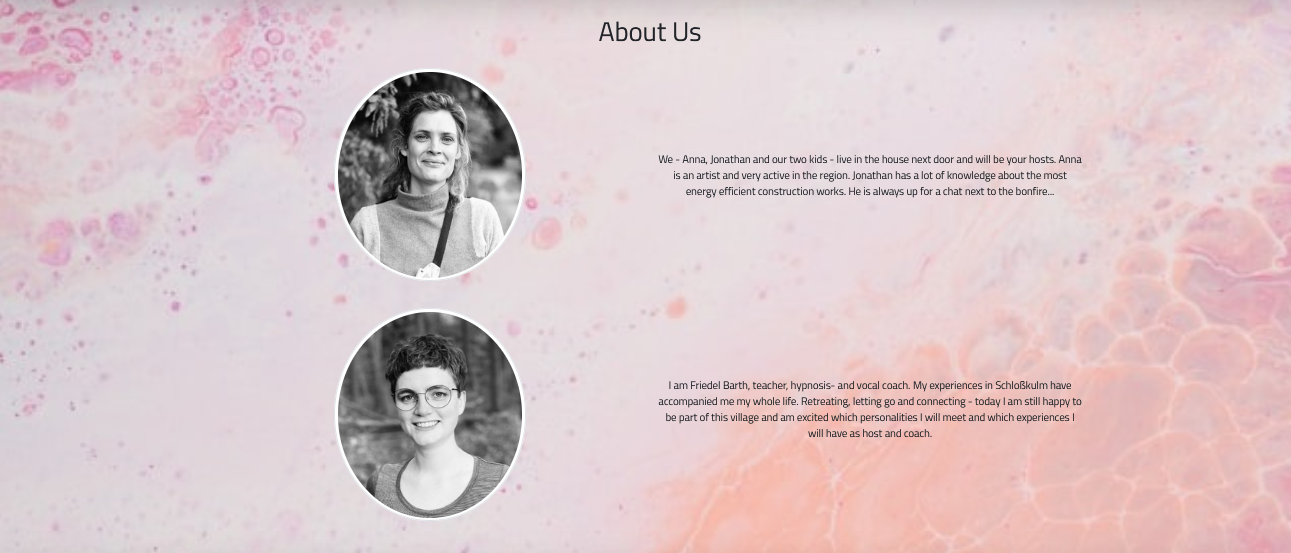 About Us
We - Anna, Jonathan and our two kids - live in the house next door and will be your hosts. Anna
is an artist and very active in the region. Jonathan has a lot of knowledge about the most
energy efficient construction works. He is always up for a chat next to the bonfire...
I am Friedel Barth, teacher, hypnosis- and vocal coach. My experiences in Schloßkulm have
accompanied me my whole life. Retreating, letting go and connecting - today I am still happy to
be part of this village and am excited which personalities I will meet and which experiences I
will have as host and coach.